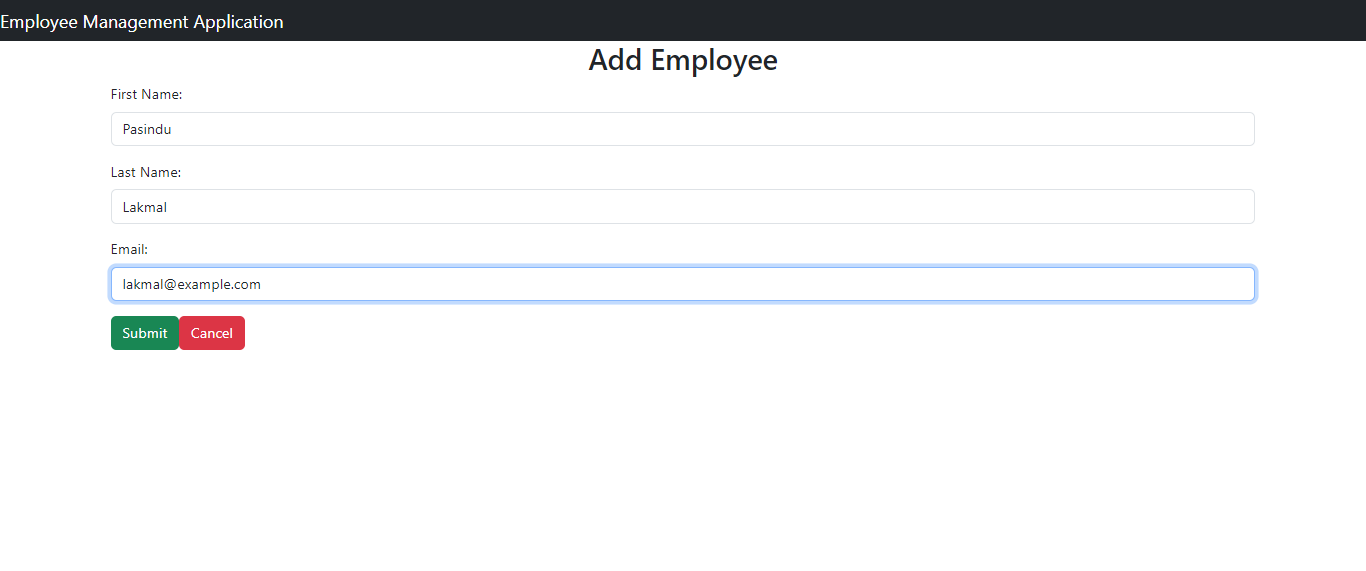 Employee Management Application
Add Employee
First Name:
Pasindu
Last Name:
Lakmal
Email:
lakmal@example.com
Submit Cancel